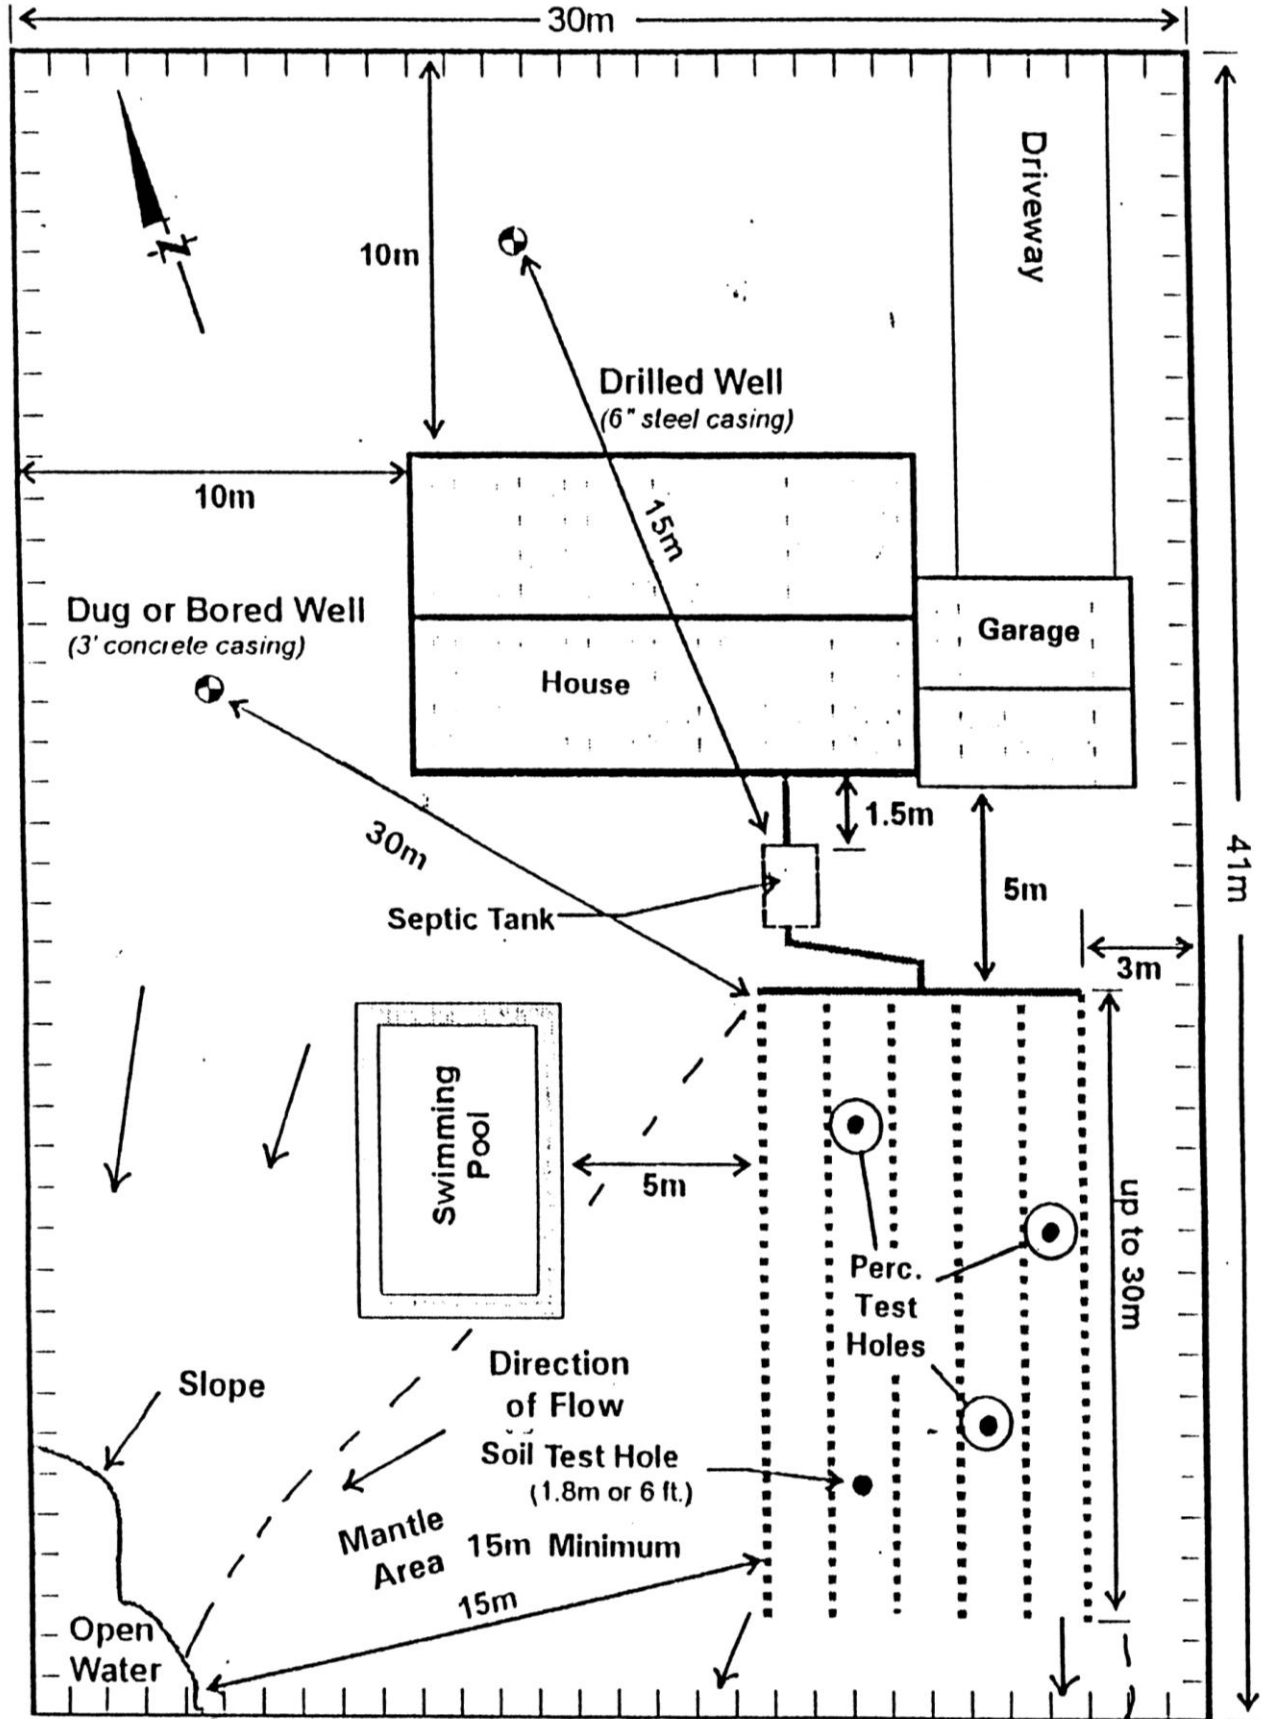 30m
Driveway
N
10m
Drilled Well
(6" steel casing)
10m
15m
Dug or Bored Well
(3' concrete casing)
Garage
House
1.5m
30m
41m
5m
Septic Tank
3m
Swimming
Pool
5m
up to 30m
Perc.
Test
Holes
Direction
of Flow
Slope
Soil Test Hole
(1.8m or 6 ft.)
Mantle
Area
15m Minimum
15m
Open
Water